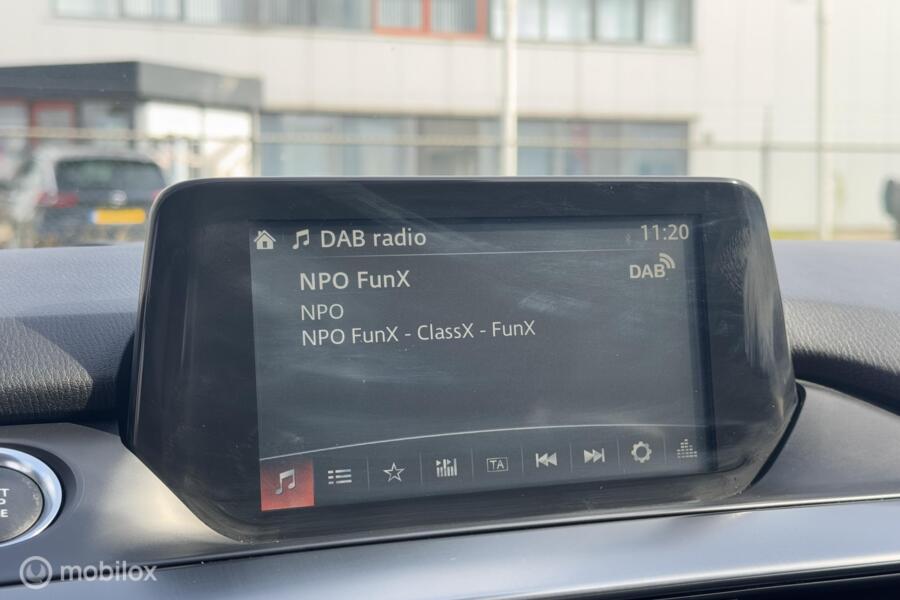 DAB radio
11:20
NPO FunX
DAB
NPO
NPO FunX - ClassX - FunX
TA
mobilox